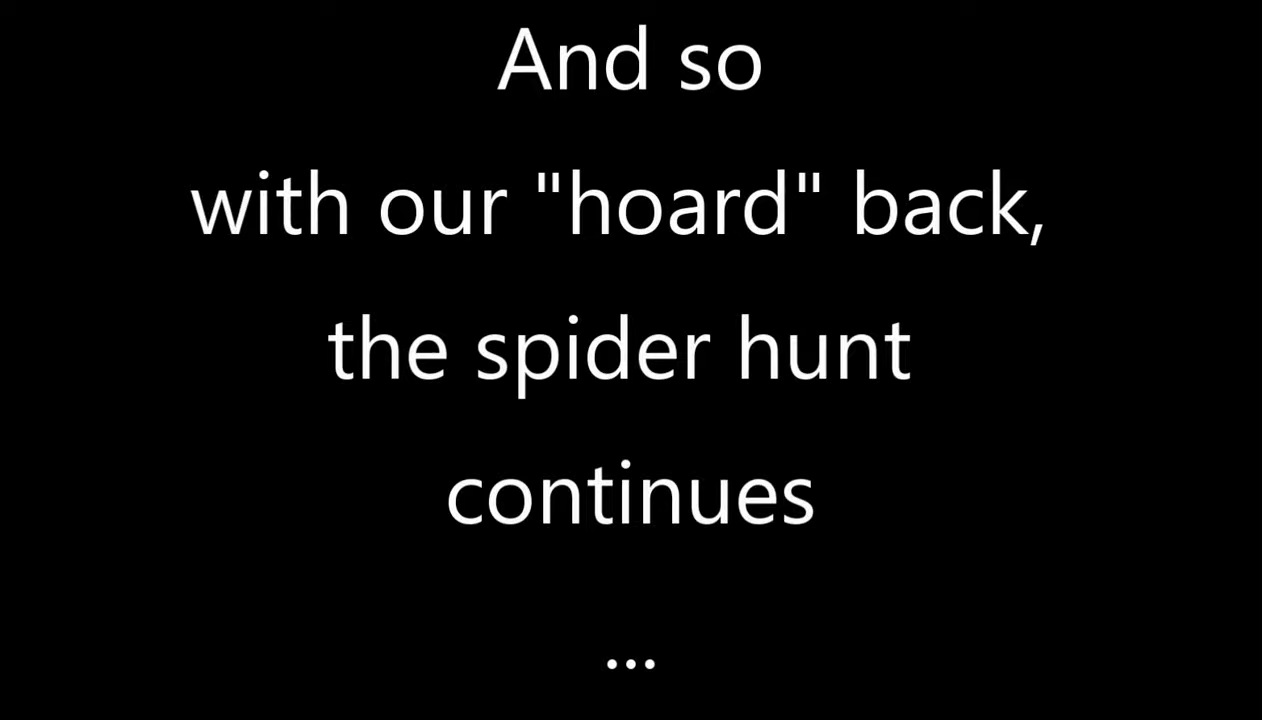 And so
with our "hoard" back,
the spider hunt
continues
...